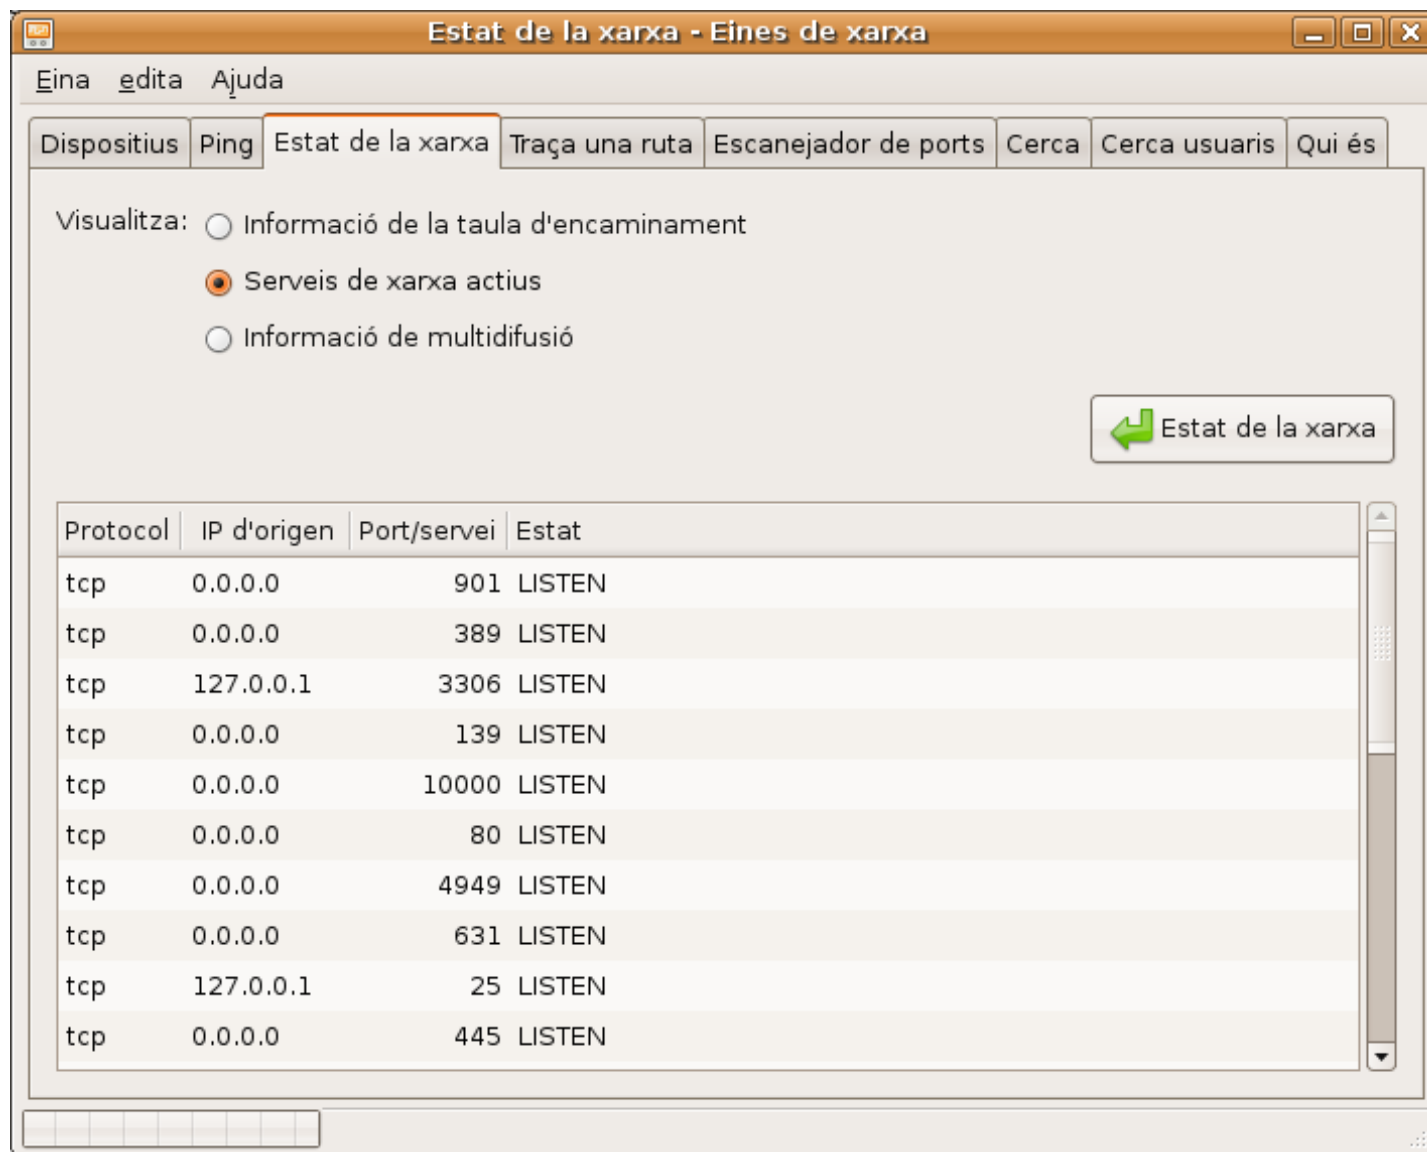 Estat de la xarxa - Eines de xarxa
Eina edita Ajuda
Dispositius Ping Estat de la xarxa Traça una ruta Escanejador de ports Cerca Cerca usuaris Qui és
Visualitza: Informació de la taula d'encaminament
Serveis de xarxa actius
Informació de multidifusió
Estat de la xarxa
Protocol IP d'origen Port/servei Estat
tcp 0.0.0.0 901 LISTEN
tcp 0.0.0.0 389 LISTEN
tcp 127.0.0.1 3306 LISTEN
tcp 0.0.0.0 139 LISTEN
tcp 0.0.0.0 10000 LISTEN
tcp 0.0.0.0 80 LISTEN
tcp 0.0.0.0 4949 LISTEN
tcp 0.0.0.0 631 LISTEN
tcp 127.0.0.1 25 LISTEN
tcp 0.0.0.0 445 LISTEN